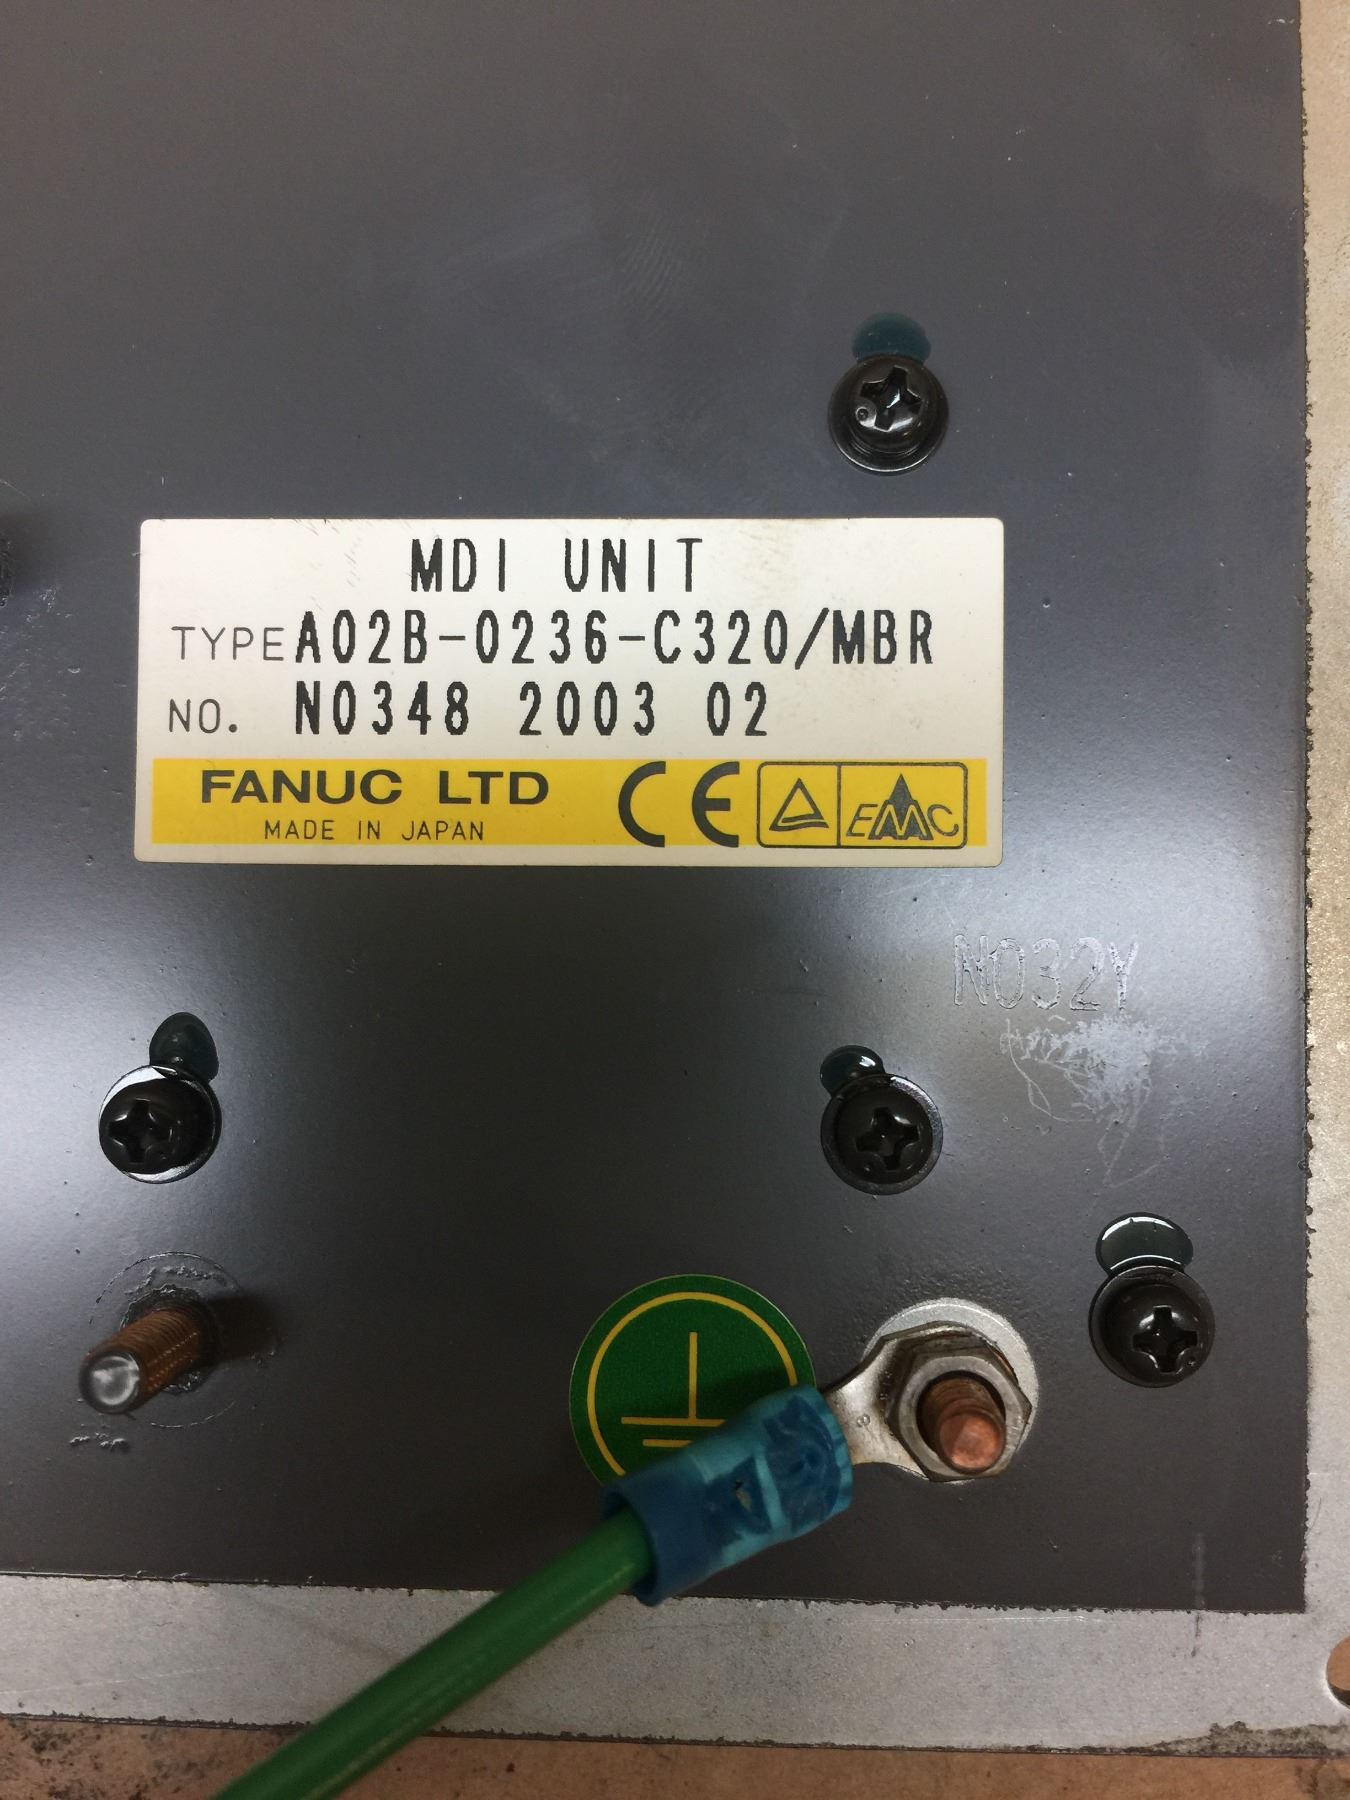 MDI UNIT
TYPE A02B-0236-C320/MBR
NO. N0348 2003 02
FANUC LTD CE EMC
MADE IN JAPAN
N032Y
8